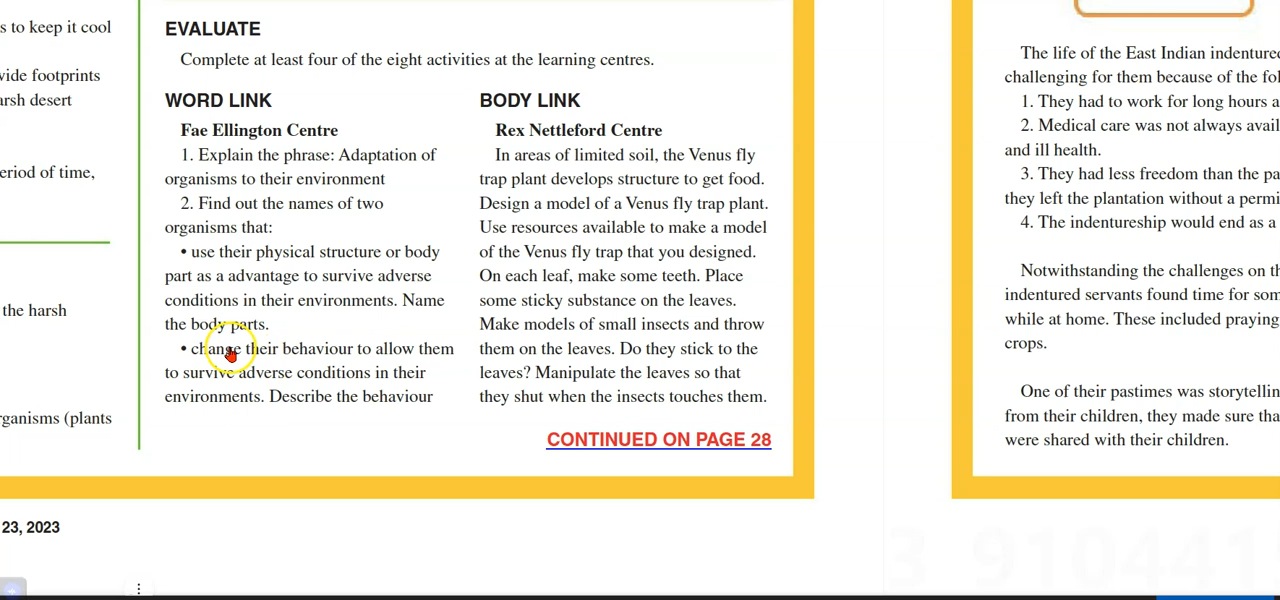 s to keep it cool
vide footprints
arsh desert
eriod of time,
the harsh
rganisms (plants
EVALUATE
Complete at least four of the eight activities at the learning centres.
WORD LINK
Fae Ellington Centre
1. Explain the phrase: Adaptation of
organisms to their environment
2. Find out the names of two
organisms that:
• use their physical structure or body
part as a advantage to survive adverse
conditions in their environments. Name
the body parts.
• change their behaviour to allow them
to survive adverse conditions in their
environments. Describe the behaviour
BODY LINK
Rex Nettleford Centre
In areas of limited soil, the Venus fly
trap plant develops structure to get food.
Design a model of a Venus fly trap plant.
Use resources available to make a model
of the Venus fly trap that you designed.
On each leaf, make some teeth. Place
some sticky substance on the leaves.
Make models of small insects and throw
them on the leaves. Do they stick to the
leaves? Manipulate the leaves so that
they shut when the insects touches them.
CONTINUED ON PAGE 28
The life of the East Indian indentured
challenging for them because of the fol
1. They had to work for long hours a
2. Medical care was not always avail
and ill health.
3. They had less freedom than the pa
they left the plantation without a permi
4. The indentureship would end as a
Notwithstanding the challenges on th
indentured servants found time for som
while at home. These included praying
crops.
One of their pastimes was storytellin
from their children, they made sure tha
were shared with their children.
23, 2023
3 910441